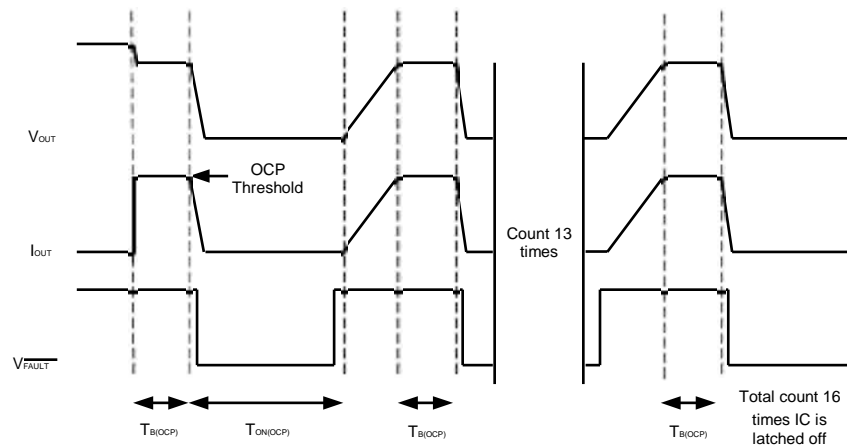 VOUT
OCP
Threshold
IOUT
Count 13
times
VFAULT
TB(OCP)
TON(OCP)
TB(OCP)
TB(OCP)
Total count 16
times IC is
latched off